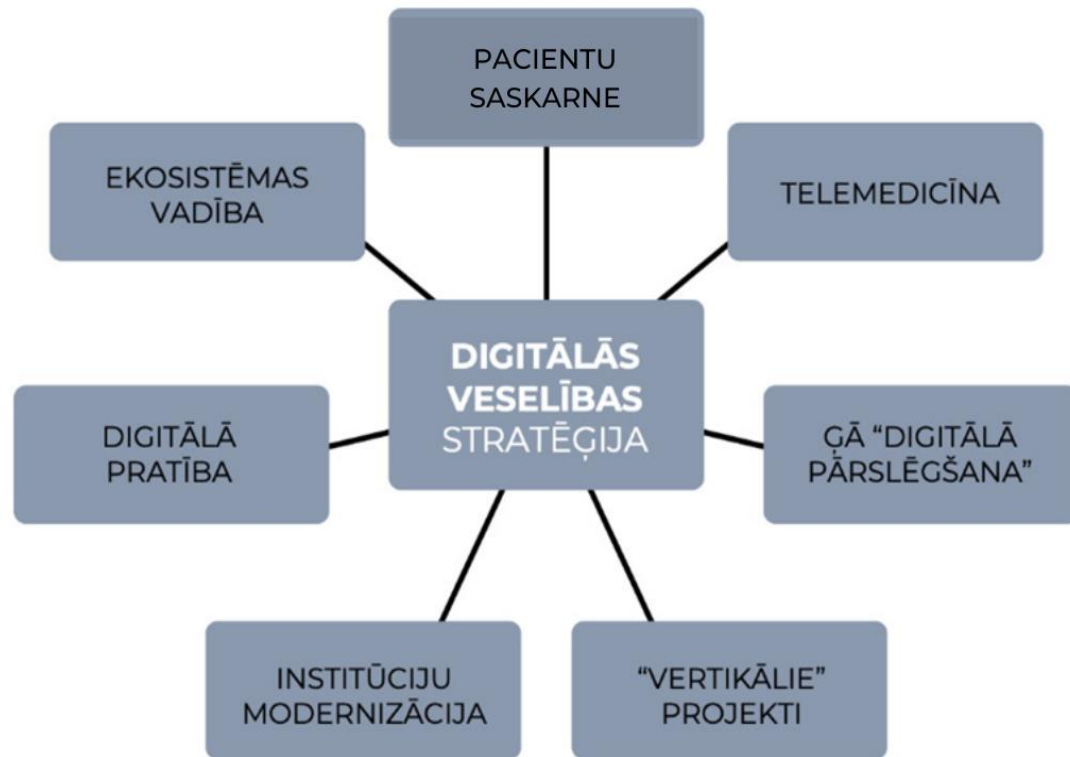 PACIENTU
SASKARNE
EKOSISTĒMAS
VADĪBA
TELEMEDICĪNA
DIGITĀLĀS
VESELĪBAS
STRATĒĢIJA
DIGITĀLĀ
PRATĪBA
ĢĀ “DIGITĀLĀ
PĀRSLĒGŠANA”
INSTITŪCIJU
MODERNIZĀCIJA
“VERTIKĀLIE”
PROJEKTI